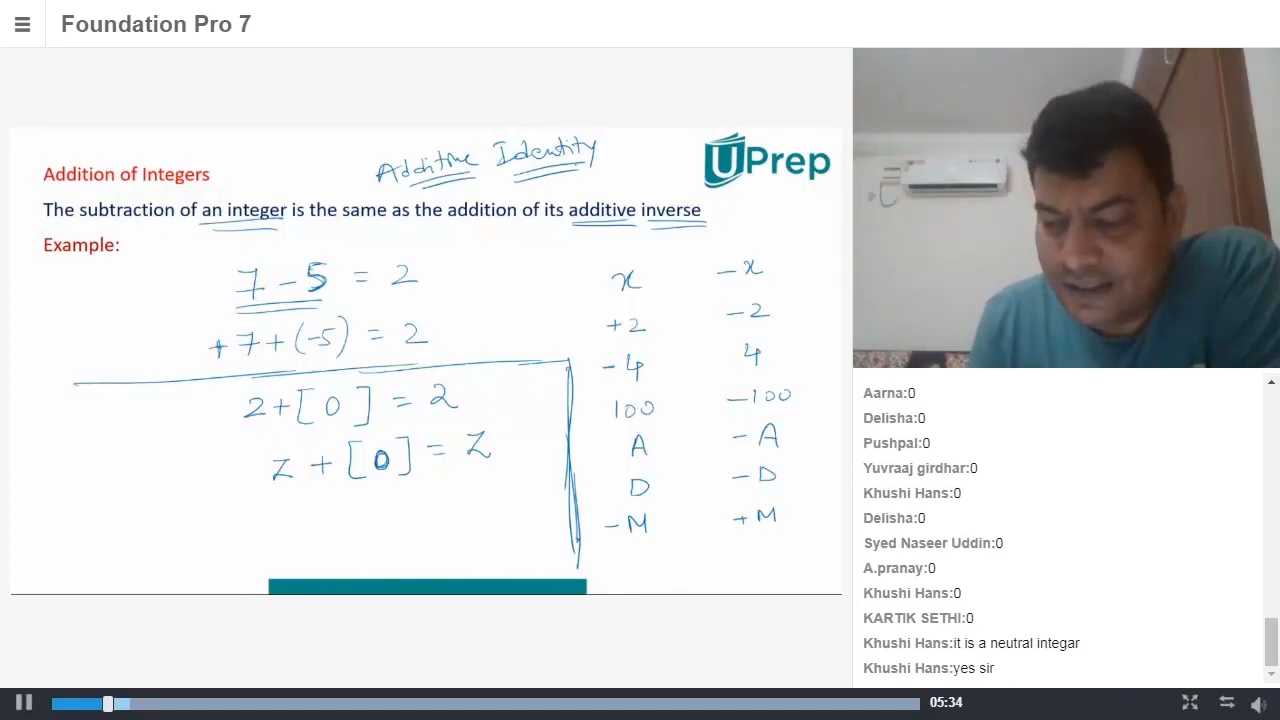 Foundation Pro 7
Additive Identity
UPrep
Addition of Integers
The subtraction of an integer is the same as the addition of its additive inverse
Example:
7 - 5 = 2
+7 + (-5) = 2
2 + [0] = 2
Z + [0] = Z
x -x
+2 -2
-4 4
100 -100
A -A
D -D
-M +M
Aarna:0
Delisha:0
Pushpal:0
Yuvraaj girdhar:0
Khushi Hans:0
Delisha:0
Syed Naseer Uddin:0
A.pranay:0
Khushi Hans:0
KARTIK SETHI:0
Khushi Hans:it is a neutral integar
Khushi Hans:yes sir
05:34